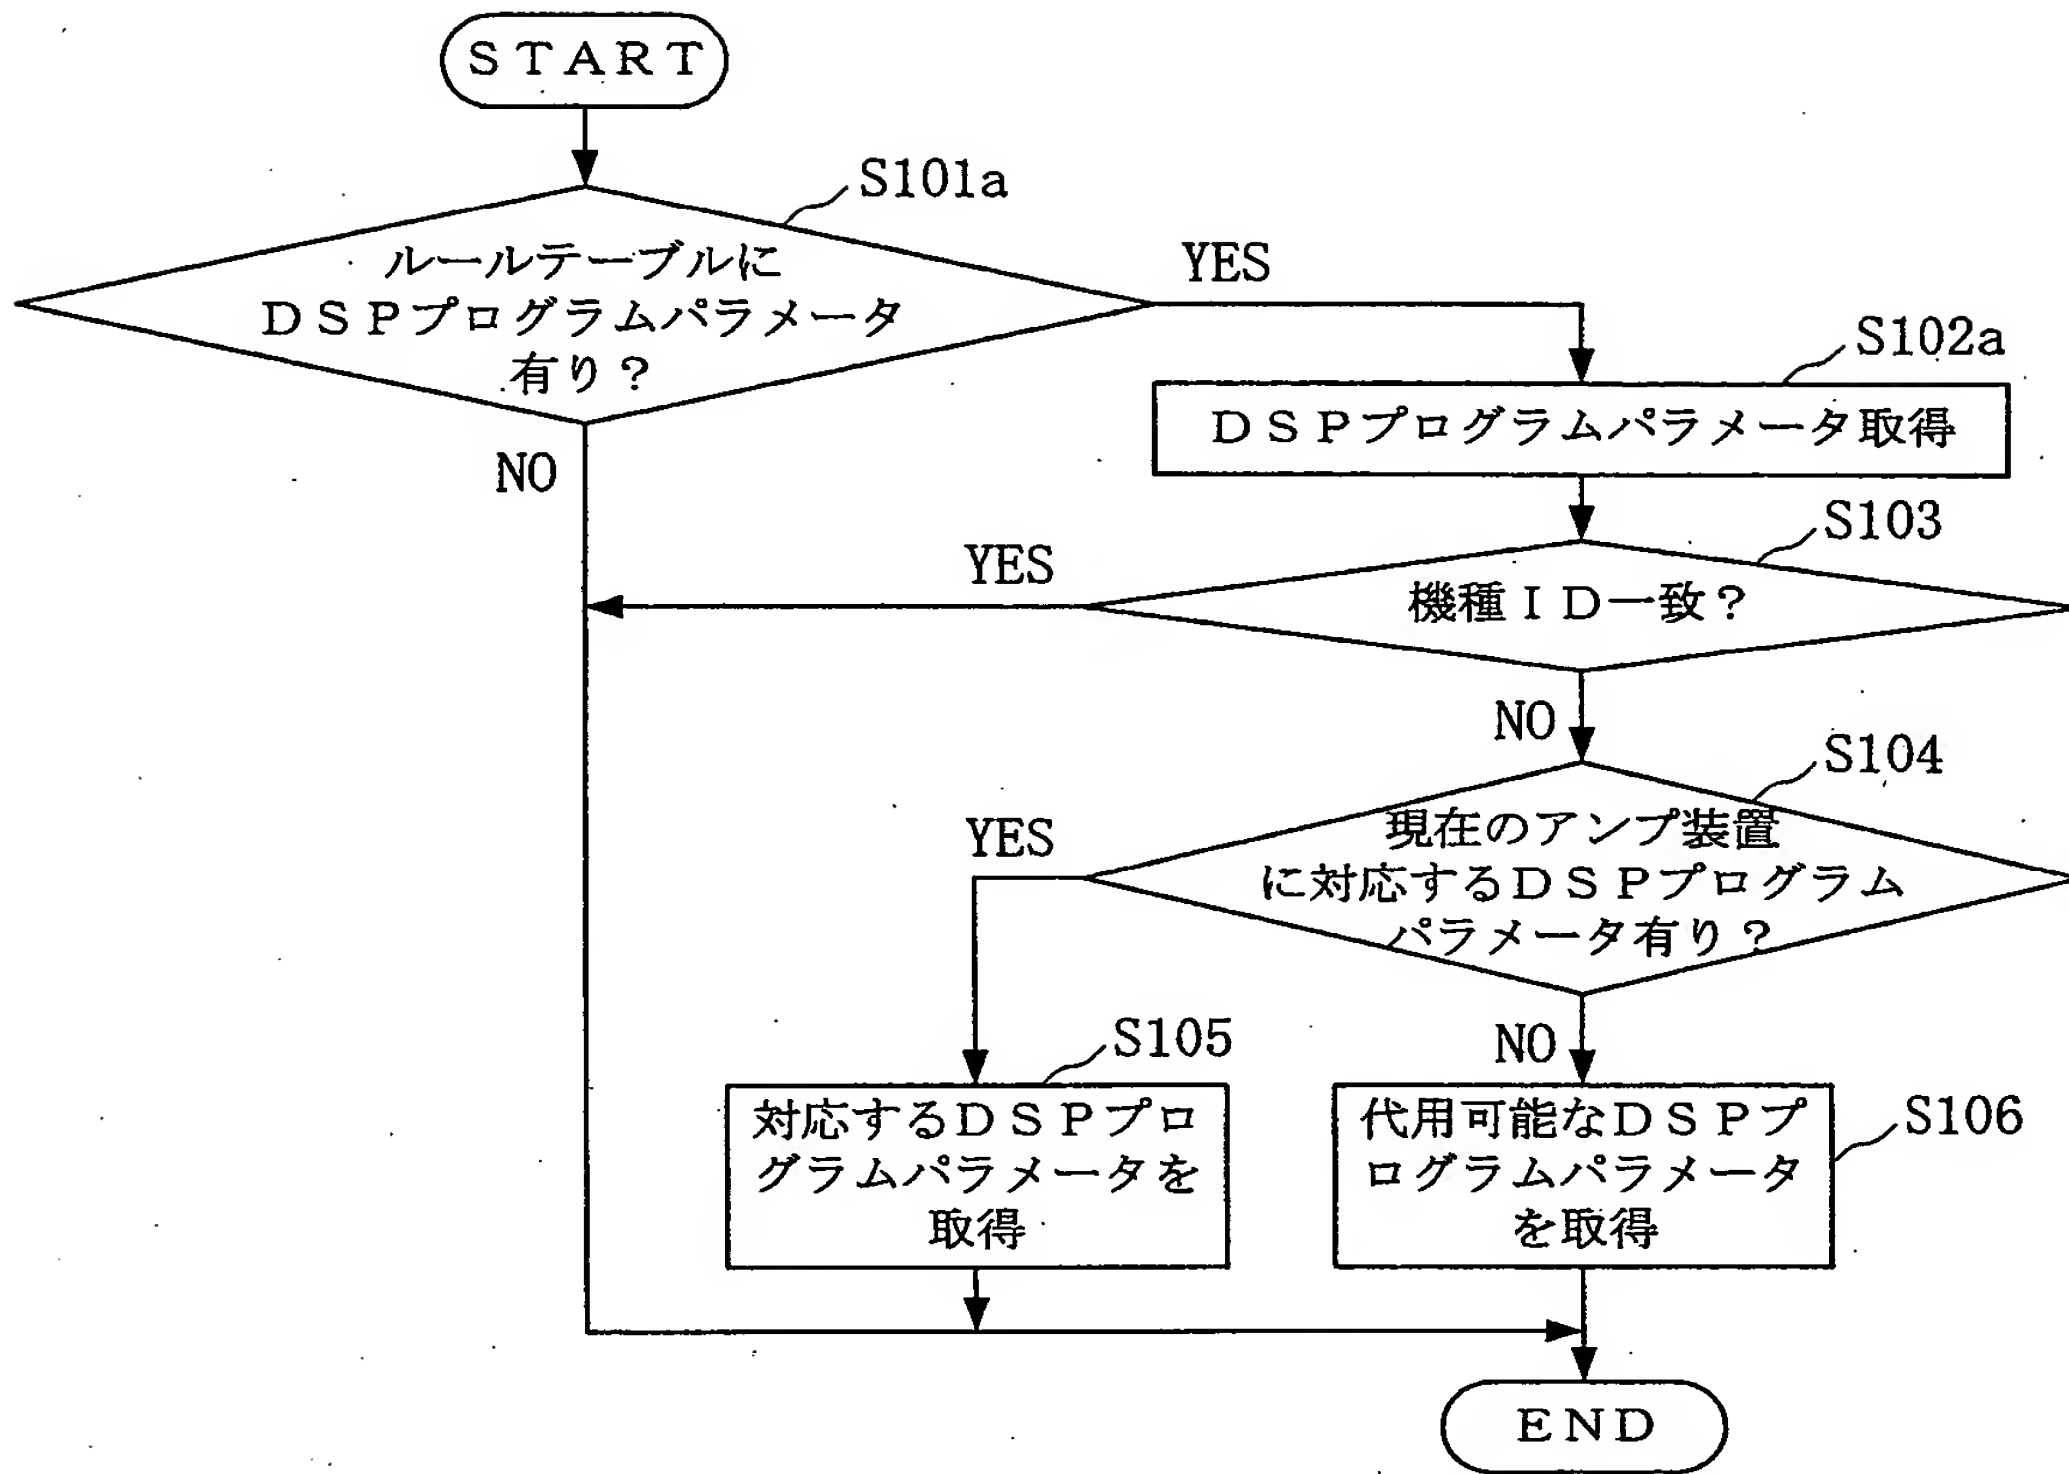 ＳＴＡＲＴ
S101a
ルールテーブルに
ＤＳＰプログラムパラメータ
有り？
YES
NO
S102a
ＤＳＰプログラムパラメータ取得
S103
機種ＩＤ一致？
YES
NO
S104
現在のアンプ装置
に対応するＤＳＰプログラム
パラメータ有り？
YES
NO
S105
対応するＤＳＰプロ
グラムパラメータを
取得
S106
代用可能なＤＳＰプ
ログラムパラメータ
を取得
ＥＮＤ